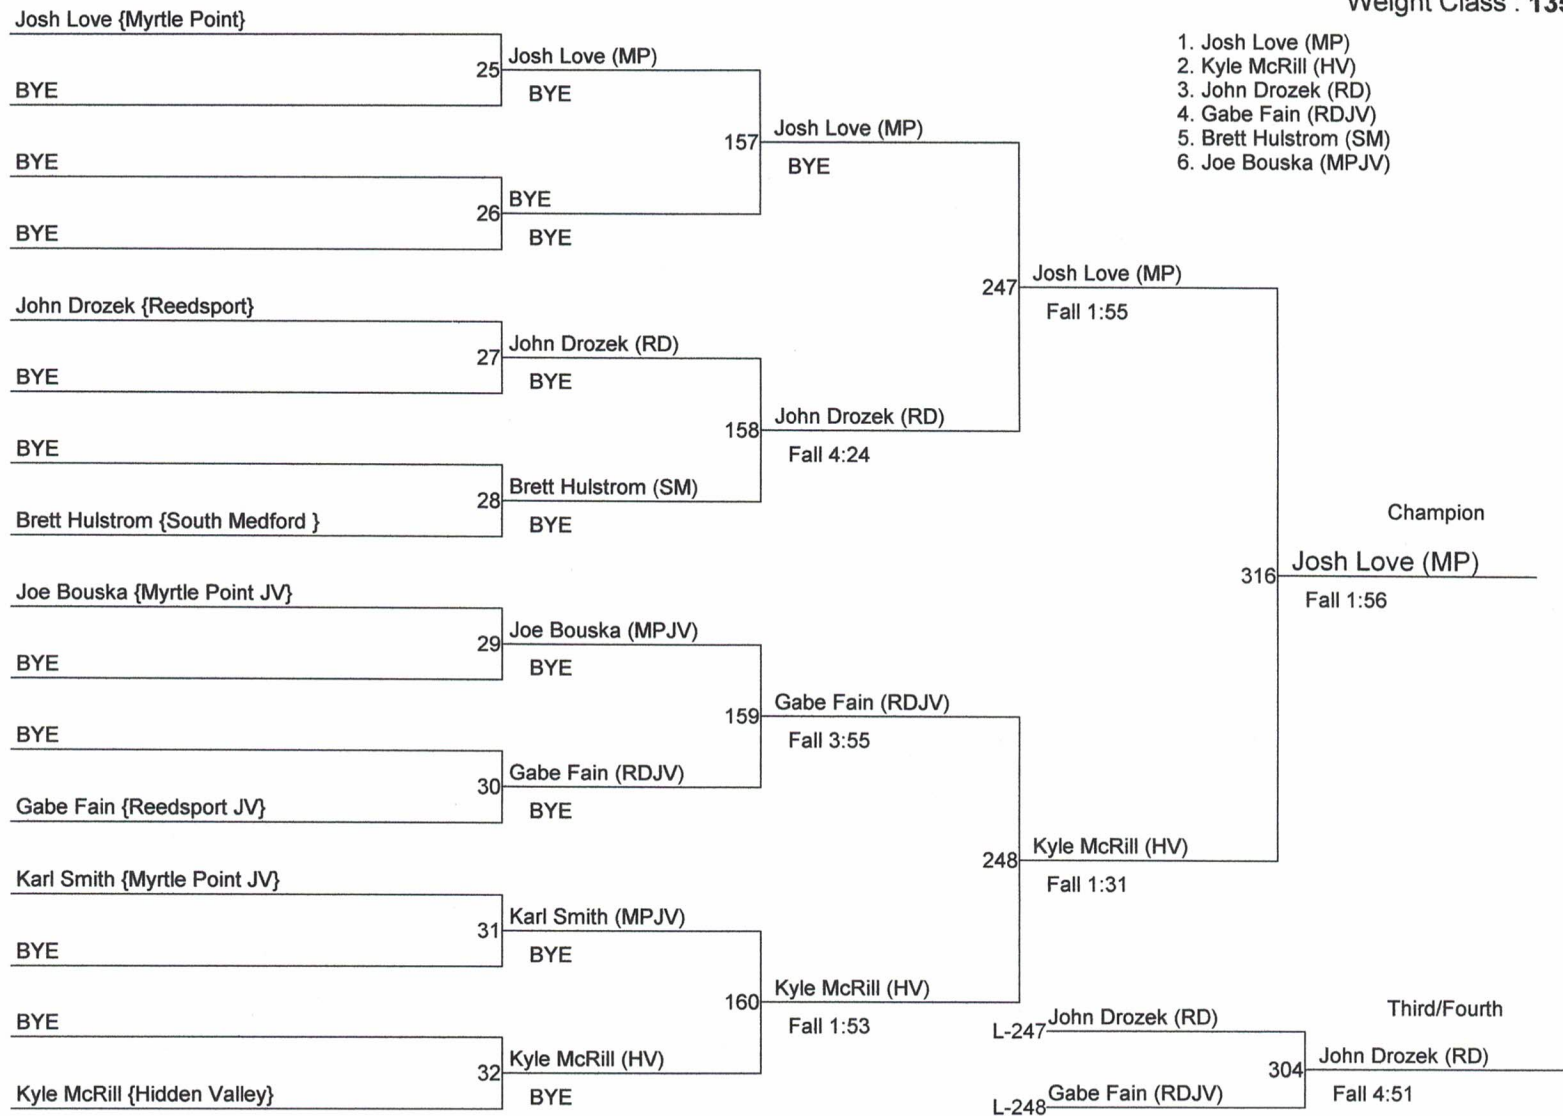 Weight Class : 135
1. Josh Love (MP)
2. Kyle McRill (HV)
3. John Drozek (RD)
4. Gabe Fain (RDJV)
5. Brett Hulstrom (SM)
6. Joe Bouska (MPJV)
Josh Love {Myrtle Point}
BYE
BYE
BYE
John Drozek {Reedsport}
BYE
BYE
Brett Hulstrom {South Medford }
Joe Bouska {Myrtle Point JV}
BYE
BYE
Gabe Fain {Reedsport JV}
Karl Smith {Myrtle Point JV}
BYE
BYE
Kyle McRill {Hidden Valley}
25 Josh Love (MP)
BYE
26 BYE
BYE
27 John Drozek (RD)
BYE
28 Brett Hulstrom (SM)
BYE
29 Joe Bouska (MPJV)
BYE
30 Gabe Fain (RDJV)
BYE
31 Karl Smith (MPJV)
BYE
32 Kyle McRill (HV)
BYE
157 Josh Love (MP)
BYE
158 John Drozek (RD)
Fall 4:24
159 Gabe Fain (RDJV)
Fall 3:55
160 Kyle McRill (HV)
Fall 1:53
247 Josh Love (MP)
Fall 1:55
248 Kyle McRill (HV)
Fall 1:31
Champion
316 Josh Love (MP)
Fall 1:56
L-247 John Drozek (RD)
L-248 Gabe Fain (RDJV)
Third/Fourth
304 John Drozek (RD)
Fall 4:51